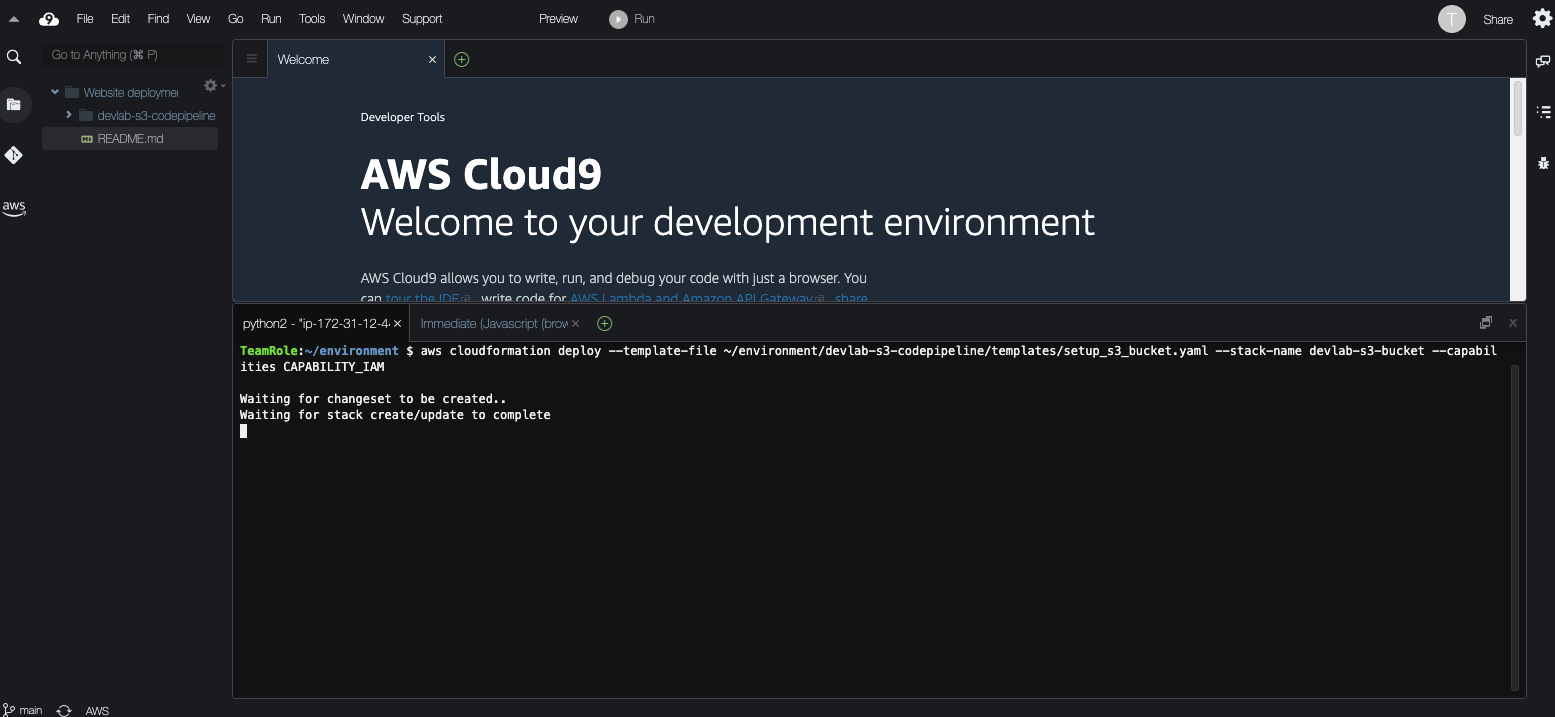 9 File Edit Find View Go Run Tools Window Support Preview Run T Share
Go to Anything (⌘ P)
Website deploymen
devlab-s3-codepipeline
README.md
aws
Welcome
Developer Tools
AWS Cloud9
Welcome to your development environment
AWS Cloud9 allows you to write, run, and debug your code with just a browser. You
can tour the IDE, write code for AWS Lambda and Amazon API Gateway, share
python2 - "ip-172-31-12-4 Immediate (Javascript (brow
TeamRole:~/environment $ aws cloudformation deploy --template-file ~/environment/devlab-s3-codepipeline/templates/setup_s3_bucket.yaml --stack-name devlab-s3-bucket --capabil
ities CAPABILITY_IAM
Waiting for changeset to be created..
Waiting for stack create/update to complete
main AWS